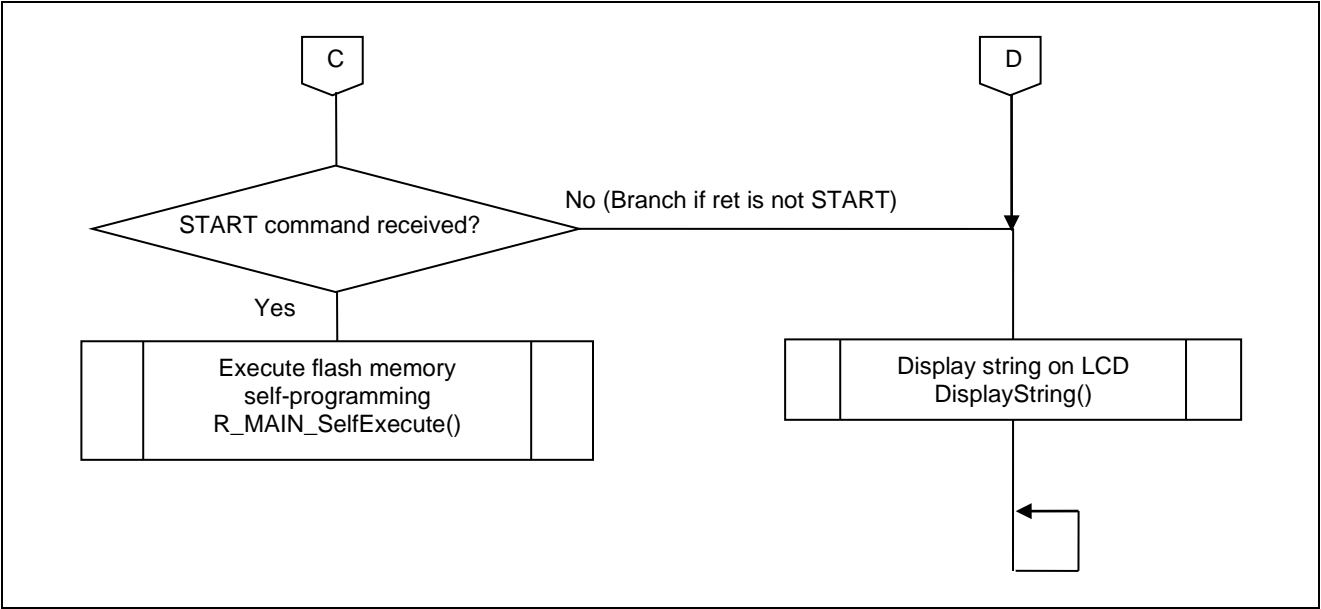 C
D
No (Branch if ret is not START)
START command received?
Yes
Execute flash memory
self-programming
R_MAIN_SelfExecute()
Display string on LCD
DisplayString()